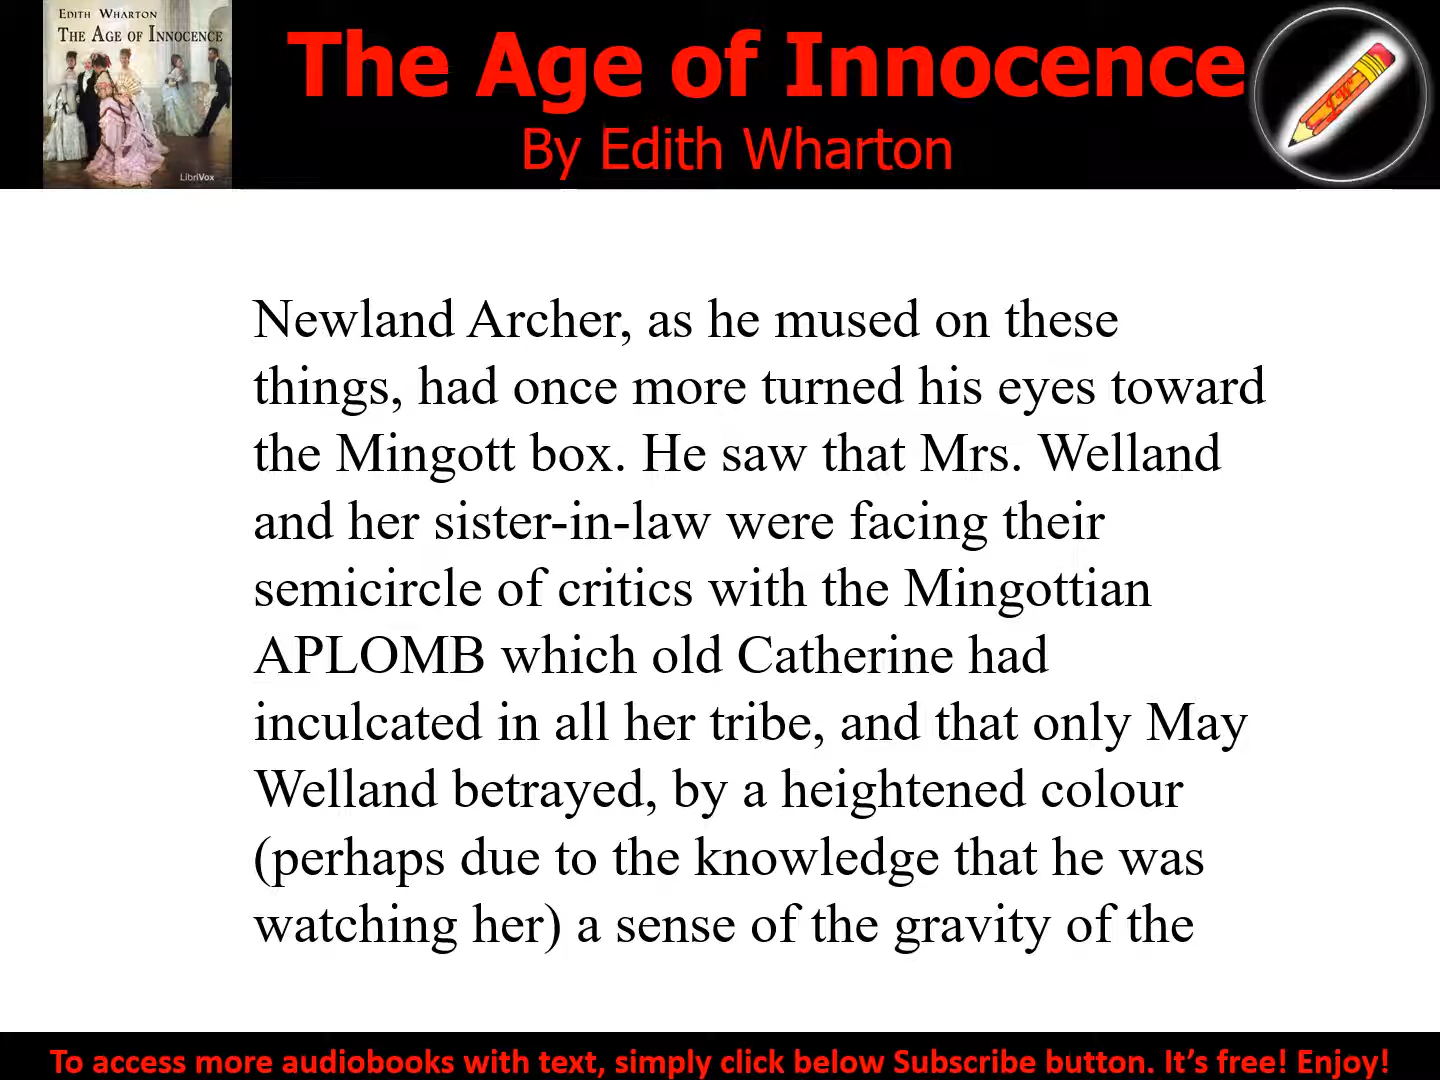 EDITH WHARTON
THE AGE OF INNOCENCE
LibriVox
The Age of Innocence
By Edith Wharton
Newland Archer, as he mused on these
things, had once more turned his eyes toward
the Mingott box. He saw that Mrs. Welland
and her sister-in-law were facing their
semicircle of critics with the Mingottian
APLOMB which old Catherine had
inculcated in all her tribe, and that only May
Welland betrayed, by a heightened colour
(perhaps due to the knowledge that he was
watching her) a sense of the gravity of the
To access more audiobooks with text, simply click below Subscribe button. It’s free! Enjoy!